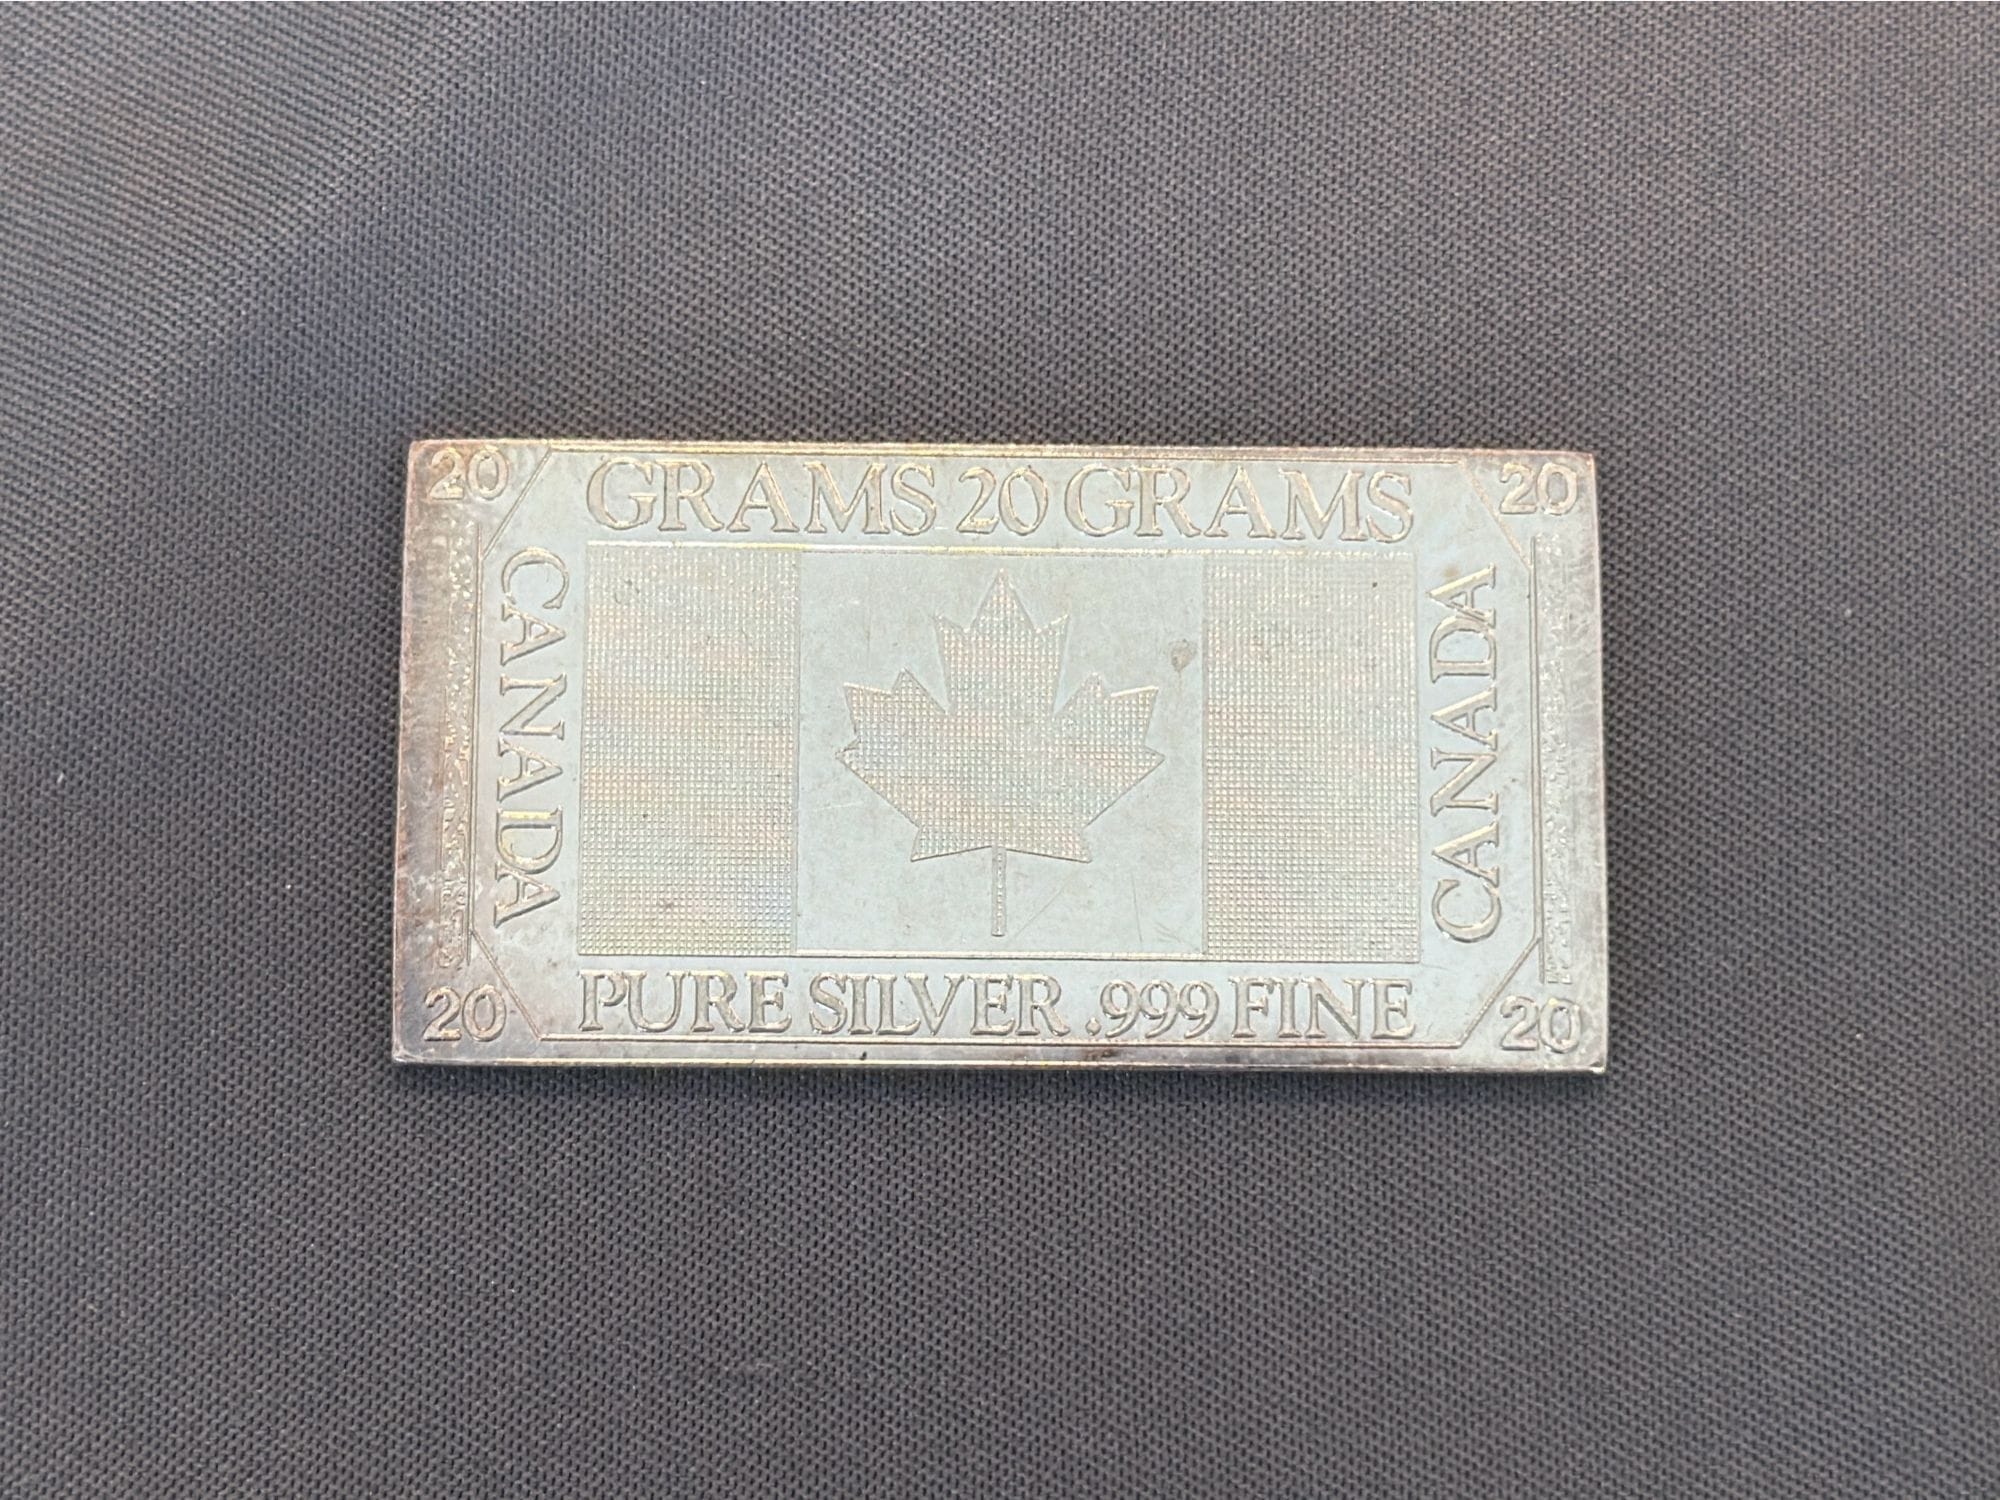 20 GRAMS 20 GRAMS 20
CANADA
CANADA
20 PURE SILVER .999 FINE 20